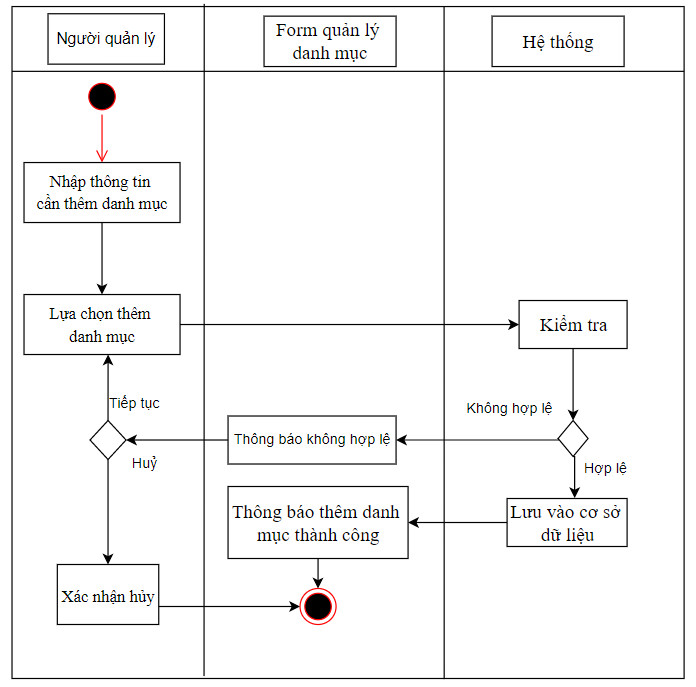 Người quản lý
Form quản lý
danh mục
Hệ thống
Nhập thông tin
cần thêm danh mục
Lựa chọn thêm
danh mục
Kiểm tra
Tiếp tục
Không hợp lệ
Thông báo không hợp lệ
Huỷ
Hợp lệ
Thông báo thêm danh
mục thành công
Lưu vào cơ sở
dữ liệu
Xác nhận hủy